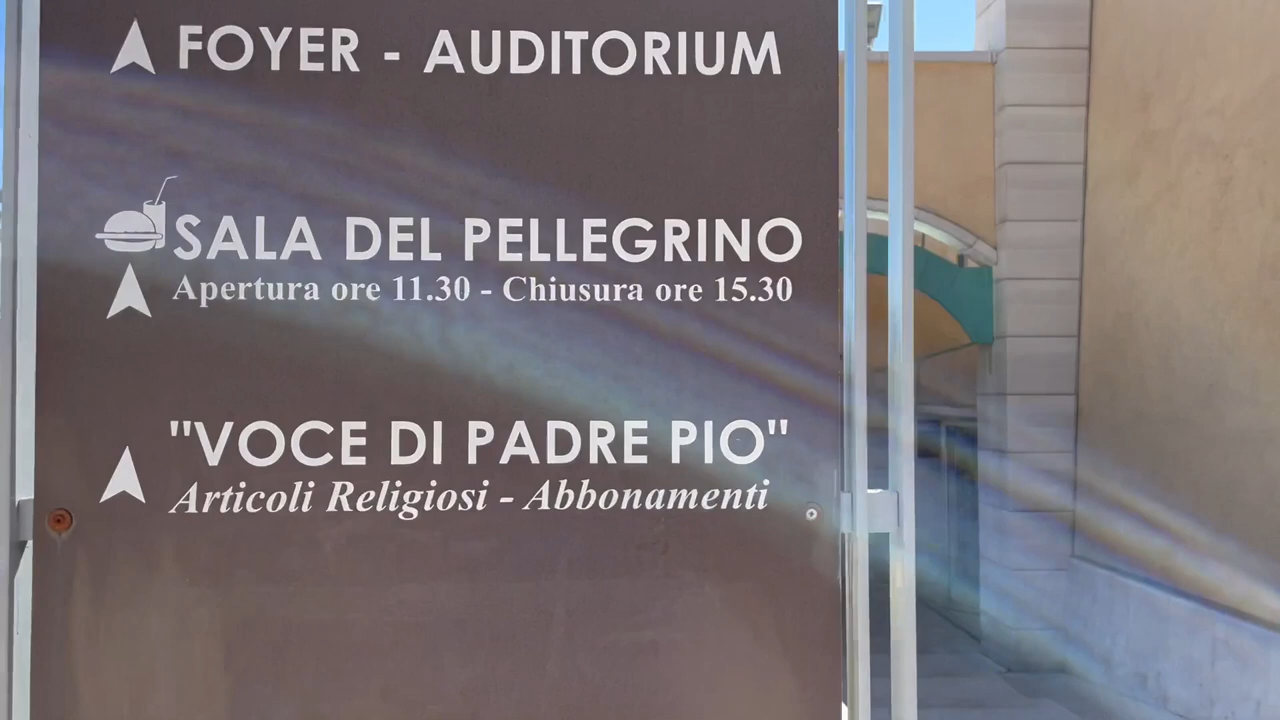 FOYER - AUDITORIUM
SALA DEL PELLEGRINO
Apertura ore 11.30 - Chiusura ore 15.30
"VOCE DI PADRE PIO"
Articoli Religiosi - Abbonamenti